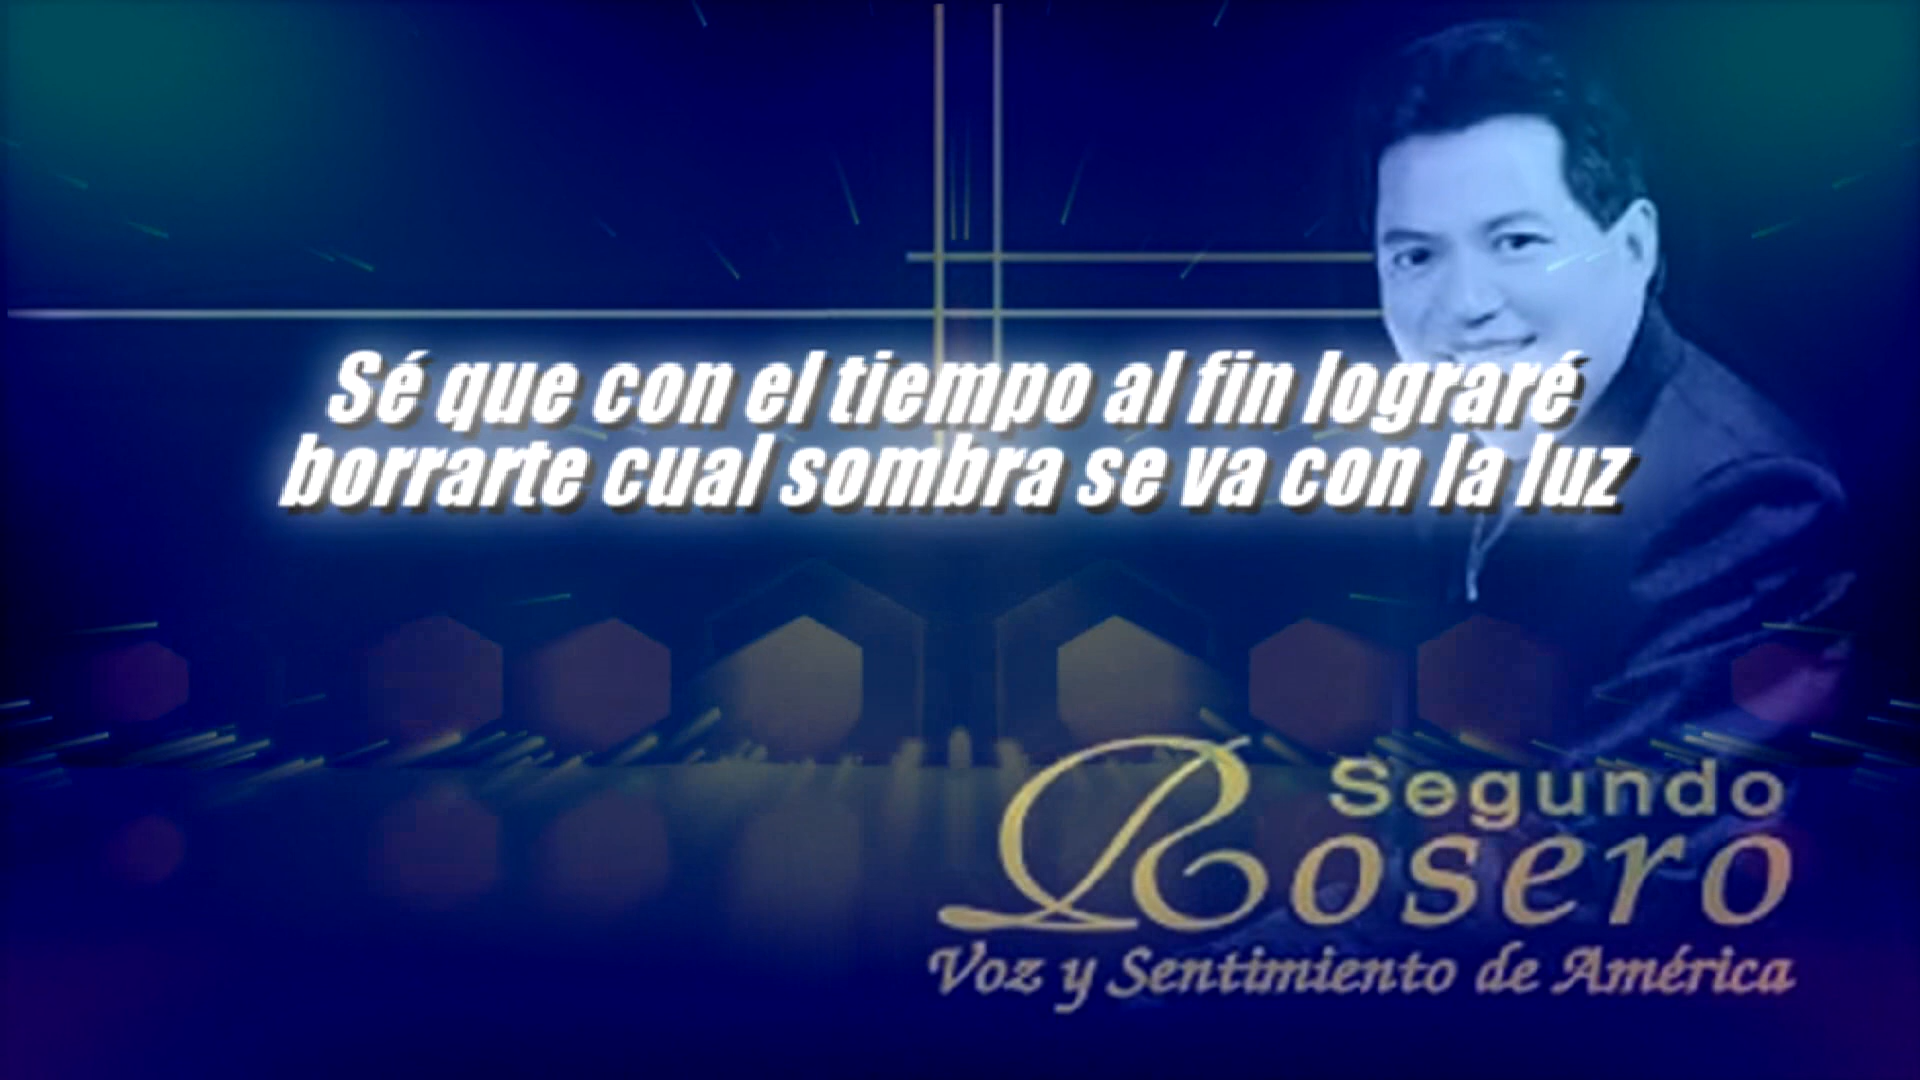 Sé que con el tiempo al fin lograré
borrarte cual sombra se va con la luz
Segundo
Rosero
Voz y Sentimiento de América